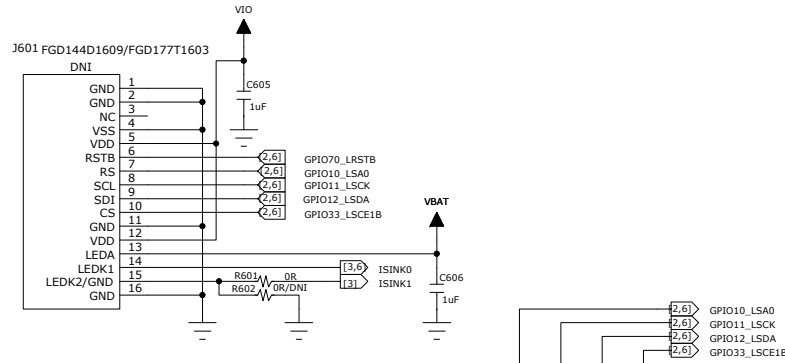 VIO
J601 FGD144D1609/FGD177T1603
DNI
C605
1uF
GND 1
GND 2
NC 3
VSS 4
VDD 5
RSTB 6 [2,6] GPIO70_LRSTB
RS 7 [2,6] GPIO10_LSA0
SCL 8 [2,6] GPIO11_LSCK
SDI 9 [2,6] GPIO12_LSDA
CS 10 [2,6] GPIO33_LSCE1B
GND 11
VDD 12
VBAT
LEDA 13
LEDK1 14 [3,6] ISINK0
LEDK2/GND 15 R601 0R [3] ISINK1
R602 0R/DNI
GND 16
C606
1uF
[2,6] GPIO10_LSA0
[2,6] GPIO11_LSCK
[2,6] GPIO12_LSDA
[2,6] GPIO33_LSCE1B